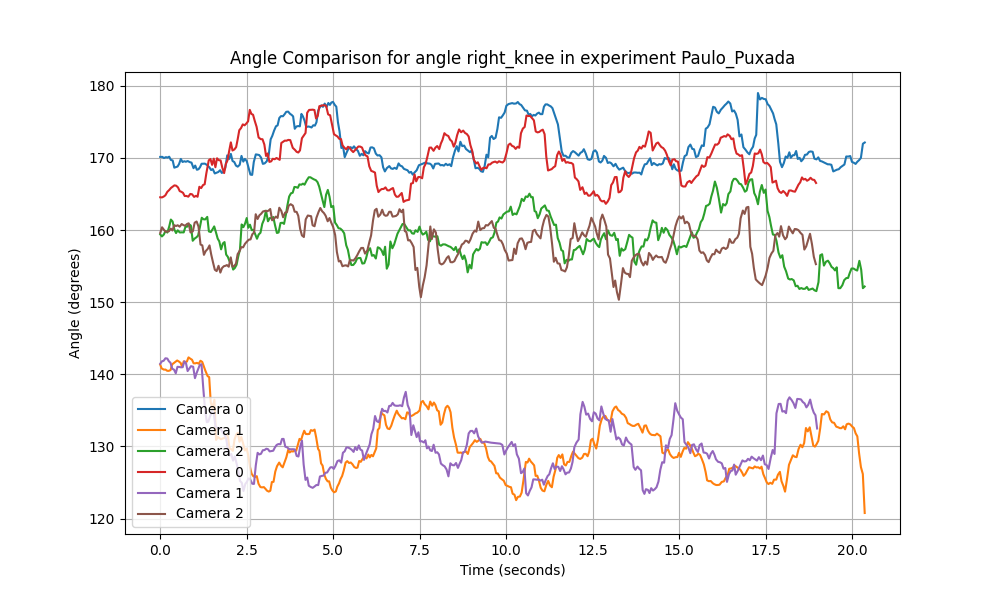 Angle Comparison for angle right_knee in experiment Paulo_Puxada
180
170
160
150
140
130
120
Angle (degrees)
Camera 0
Camera 1
Camera 2
Camera 0
Camera 1
Camera 2
0.0 2.5 5.0 7.5 10.0 12.5 15.0 17.5 20.0
Time (seconds)